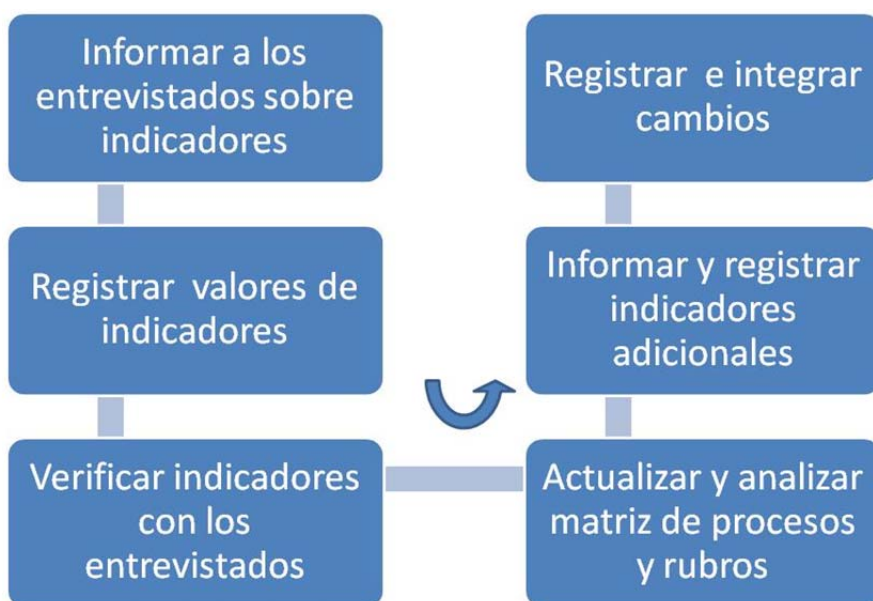 Informar a los
entrevistados sobre
indicadores
Registrar valores de
indicadores
Verificar indicadores
con los
entrevistados
Actualizar y analizar
matriz de procesos
y rubros
Informar y registrar
indicadores
adicionales
Registrar e integrar
cambios